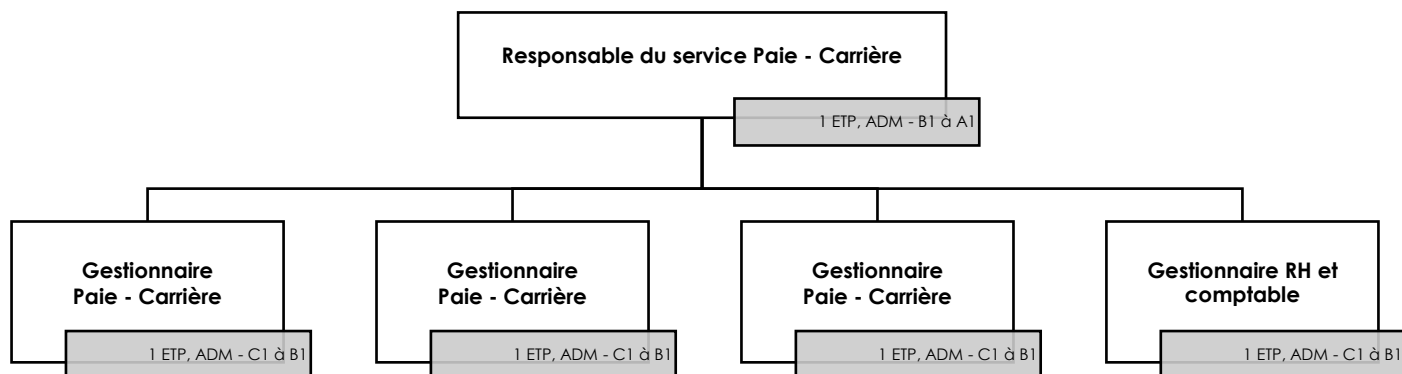 Responsable du service Paie - Carrière
1 ETP, ADM - B1 à A1
Gestionnaire
Paie - Carrière
1 ETP, ADM - C1 à B1
Gestionnaire
Paie - Carrière
1 ETP, ADM - C1 à B1
Gestionnaire
Paie - Carrière
1 ETP, ADM - C1 à B1
Gestionnaire RH et
comptable
1 ETP, ADM - C1 à B1